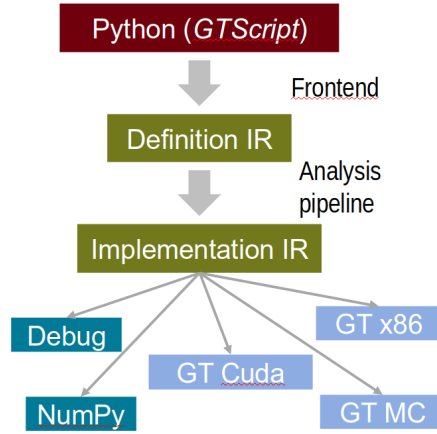 Python (GTScript)
Frontend
Definition IR
Analysis
pipeline
Implementation IR
Debug
GT x86
GT Cuda
NumPy
GT MC